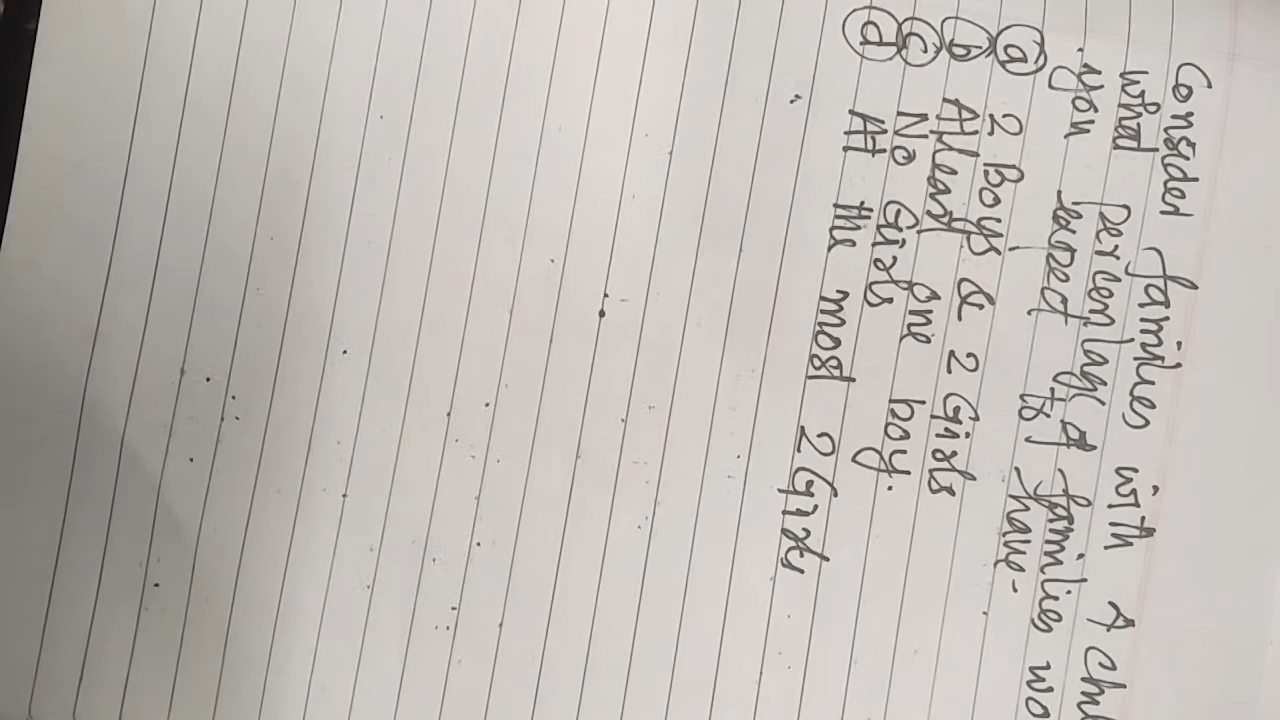 Consider families with 4
what percentage of families wo
you expect to have-
(a) 2 Boys & 2 Girls
(b) Atleast one boy.
(c) No Girls
(d) At the most 2 Girls